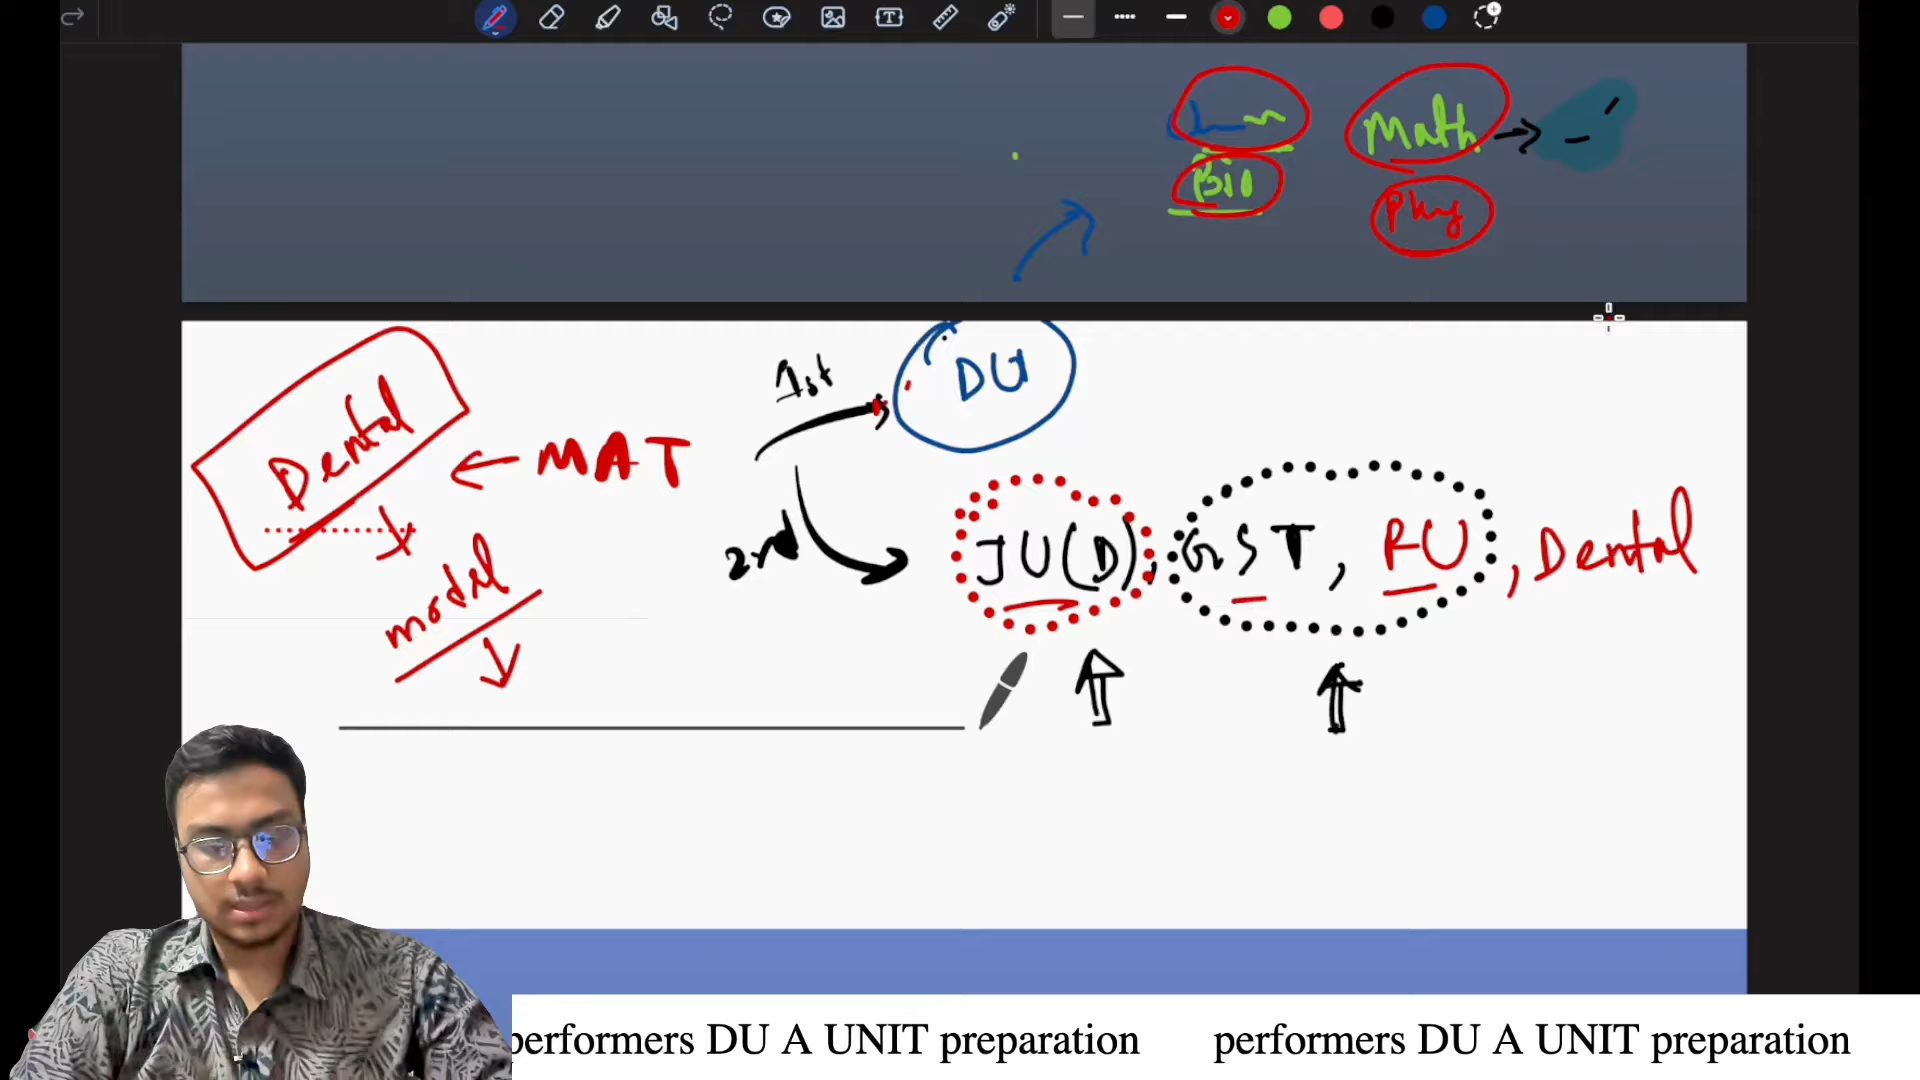 Math
Bio
Phy
1st
DU
Dental
MAT
2nd
JU(D), GST, RU, Dental
model
performers DU A UNIT preparation performers DU A UNIT preparation